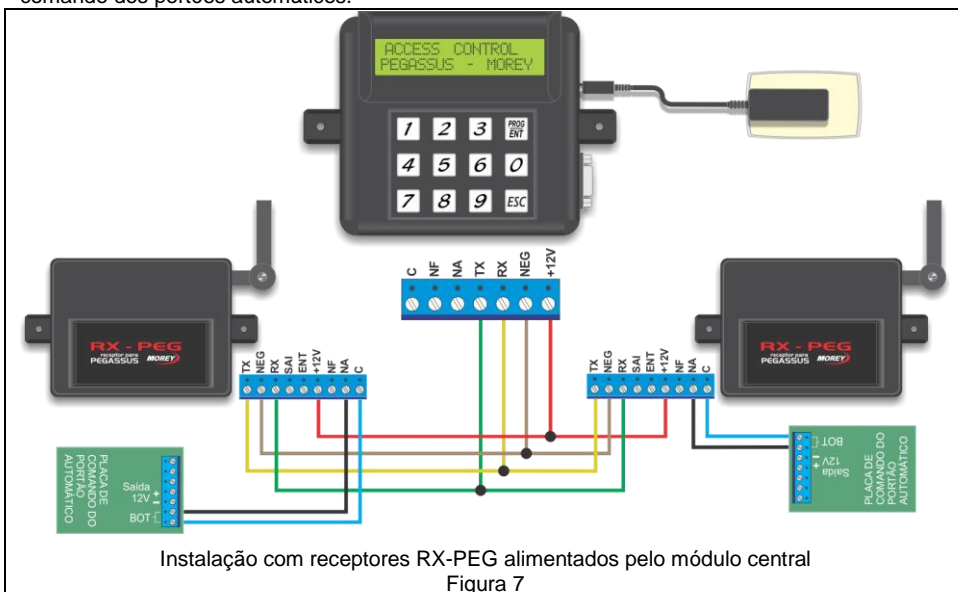 comando dos portões automáticos.
ACCESS CONTROL
PEGASSUS - MOREY
1 2 3 PROG ENT
4 5 6 0
7 8 9 ESC
C NF NA TX RX NEG +12V
RX - PEG
receptor para
PEGASSUS MOREY
TX NEG RX SAI ENT +12V NF NA C
RX - PEG
receptor para
PEGASSUS MOREY
TX NEG RX SAI ENT +12V NF NA C
PLACA DE
COMANDO DO
PORTÃO
AUTOMÁTICO
Saída +
12V -
BOT
BOT
- 12V
+ Saída
PLACA DE
COMANDO DO
PORTÃO
AUTOMÁTICO
Instalação com receptores RX-PEG alimentados pelo módulo central
Figura 7